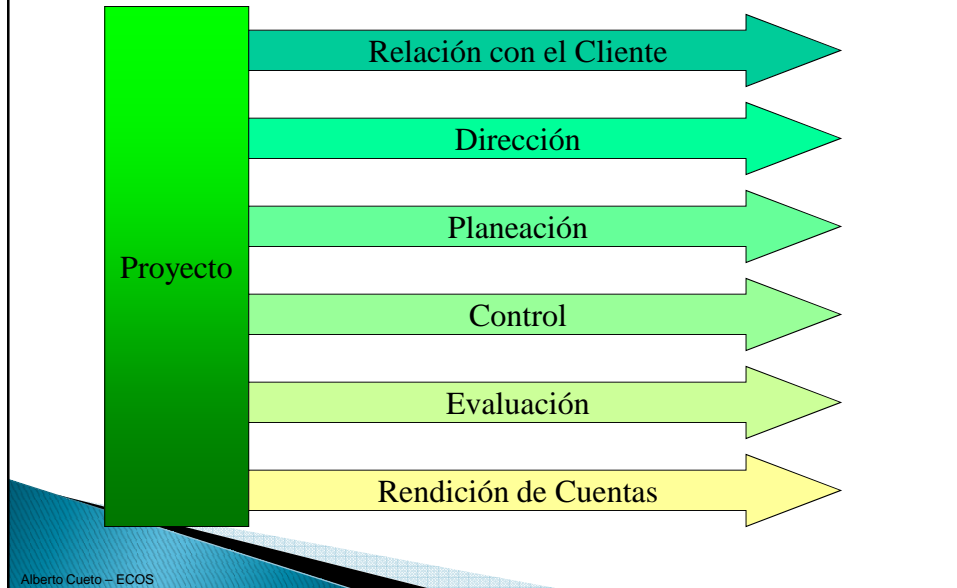 Relación con el Cliente
Dirección
Planeación
Proyecto
Control
Evaluación
Rendición de Cuentas
Alberto Cueto – ECOS